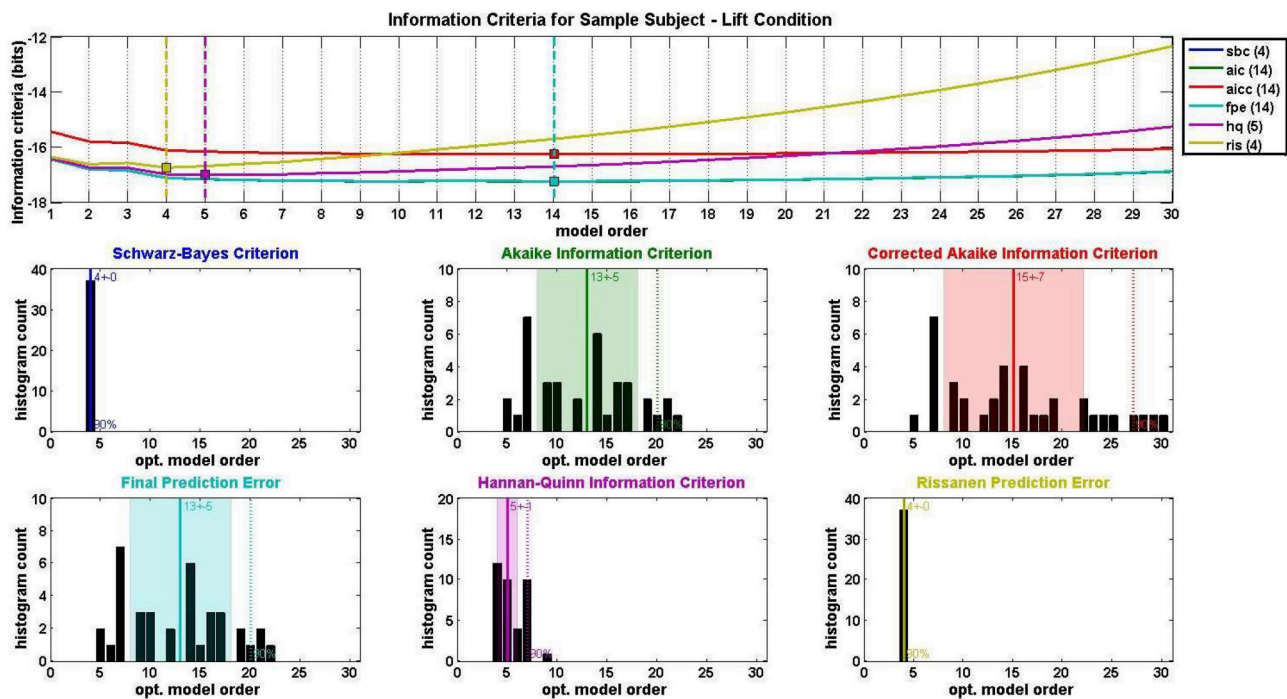 Information Criteria for Sample Subject - Lift Condition
Information criteria (bits)
-12
-14
-16
-18
1 2 3 4 5 6 7 8 9 10 11 12 13 14 15 16 17 18 19 20 21 22 23 24 25 26 27 28 29 30
model order
sbc (4)
aic (14)
aicc (14)
fpe (14)
hq (5)
ris (4)
Schwarz-Bayes Criterion
histogram count
40
30
20
10
0
4+-0
90%
0 5 10 15 20 25 30
opt. model order
Akaike Information Criterion
histogram count
10
8
6
4
2
0
13+-5
90%
0 5 10 15 20 25 30
opt. model order
Corrected Akaike Information Criterion
histogram count
10
8
6
4
2
0
15+-7
90%
0 5 10 15 20 25 30
opt. model order
Final Prediction Error
histogram count
10
8
6
4
2
0
13+-5
90%
0 5 10 15 20 25 30
opt. model order
Hannan-Quinn Information Criterion
histogram count
20
15
10
5
0
5+-1
90%
0 5 10 15 20 25 30
opt. model order
Rissanen Prediction Error
histogram count
40
30
20
10
0
4+-0
90%
0 5 10 15 20 25 30
opt. model order